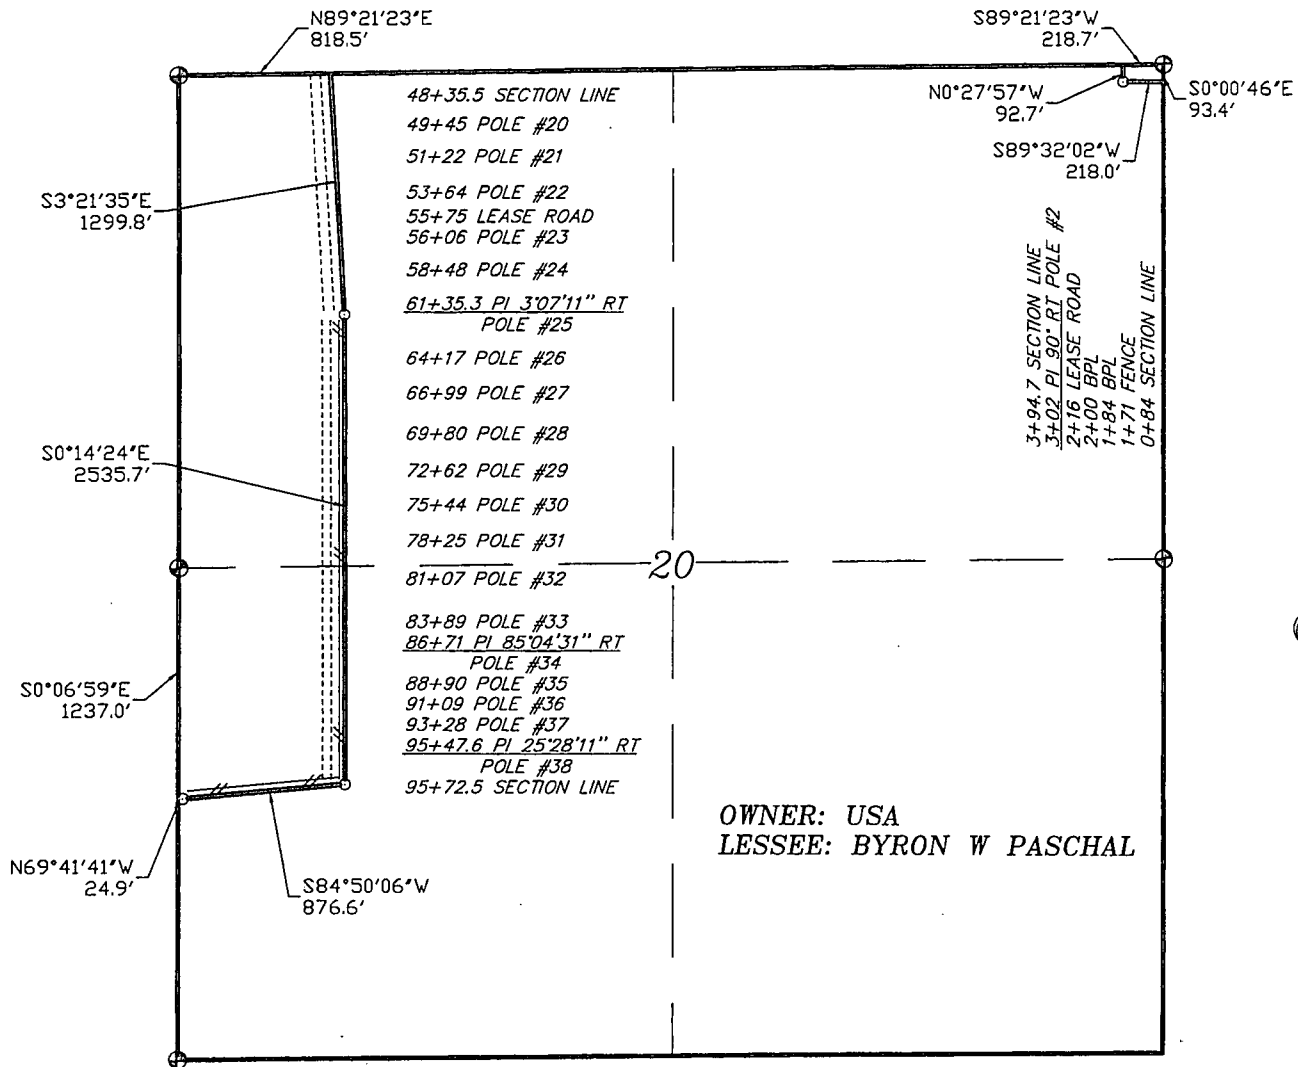 N89°21'23"E
818.5'
S89°21'23"W
218.7'
N0°27'57"W
92.7'
S0°00'46"E
93.4'
S89°32'02"W
218.0'
S3°21'35"E
1299.8'
S0°14'24"E
2535.7'
S0°06'59"E
1237.0'
N69°41'41"W
24.9'
S84°50'06"W
876.6'
48+35.5 SECTION LINE
49+45 POLE #20
51+22 POLE #21
53+64 POLE #22
55+75 LEASE ROAD
56+06 POLE #23
58+48 POLE #24
61+35.3 PI 3°07'11" RT
POLE #25
64+17 POLE #26
66+99 POLE #27
69+80 POLE #28
72+62 POLE #29
75+44 POLE #30
78+25 POLE #31
81+07 POLE #32
83+89 POLE #33
86+71 PI 85°04'31" RT
POLE #34
88+90 POLE #35
91+09 POLE #36
93+28 POLE #37
95+47.6 PI 25°28'11" RT
POLE #38
95+72.5 SECTION LINE
3+94.7 SECTION LINE
3+02 PI 90° RT POLE #2
2+16 LEASE ROAD
2+00 BPL
1+84 BPL
1+71 FENCE
0+84 SECTION LINE
20
OWNER: USA
LESSEE: BYRON W PASCHAL